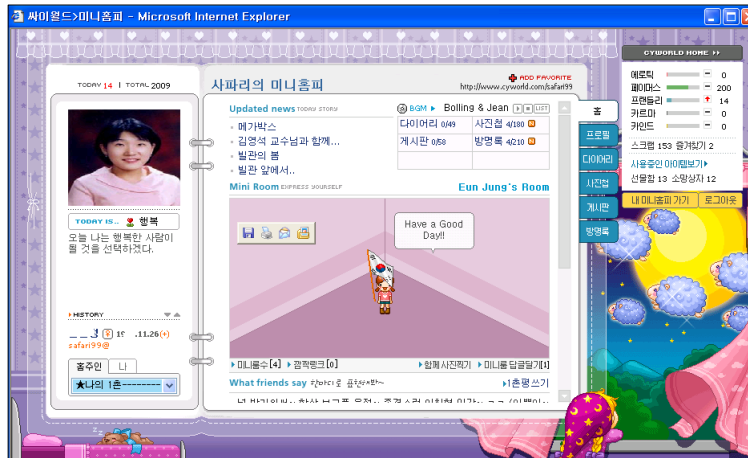 싸이월드>미니홈피 - Microsoft Internet Explorer
CYWORLD HOME
TODAY 14 | TOTAL 2009
사파리의 미니홈피
ADD FAVORITE
http://www.cyworld.com/safari99
에로틱 0
페이머스 200
프렌들리 14
카르마 0
카인드 0
스크랩 153 즐겨찾기 2
사용중인 아이템보기
선물함 13 소망상자 12
내 미니홈피 가기 로그아웃
Updated news TODAY STORY
메가박스
김영석 교수님과 함께...
빌관의 봄
빌관 앞에서..
BGM Bolling & Jean LIST
다이어리 0/49 사진첩 4/180
게시판 0/58 방명록 4/210
홈
프로필
다이어리
사진첩
게시판
방명록
Mini Room EXPRESS YOURSELF
Eun Jung's Room
Have a Good
Day!!
TODAY IS.. 행복
오늘 나는 행복한 사람이
될 것을 선택하겠다.
HISTORY
.11.26(+)
safari99@
홈주인 나
★나의 1촌--------
미니룸수[4] 깜짝링크[0]
함께사진찍기 미니룸 답글달기[1]
What friends say
1촌평쓰기